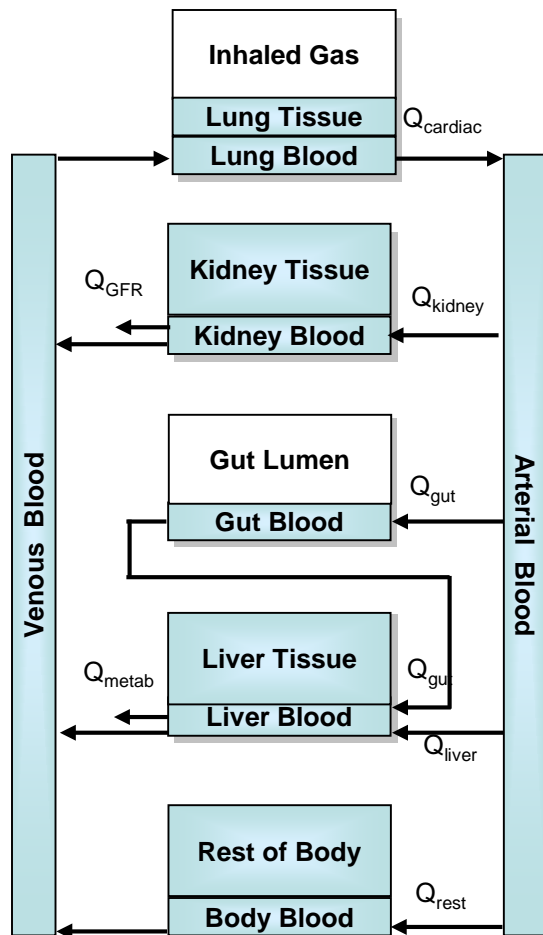 Inhaled Gas
Lung Tissue
Q_cardiac
Lung Blood
Kidney Tissue
Q_GFR
Q_kidney
Kidney Blood
Gut Lumen
Q_gut
Gut Blood
Venous Blood
Arterial Blood
Liver Tissue
Q_metab
Q_gut
Liver Blood
Q_liver
Rest of Body
Q_rest
Body Blood